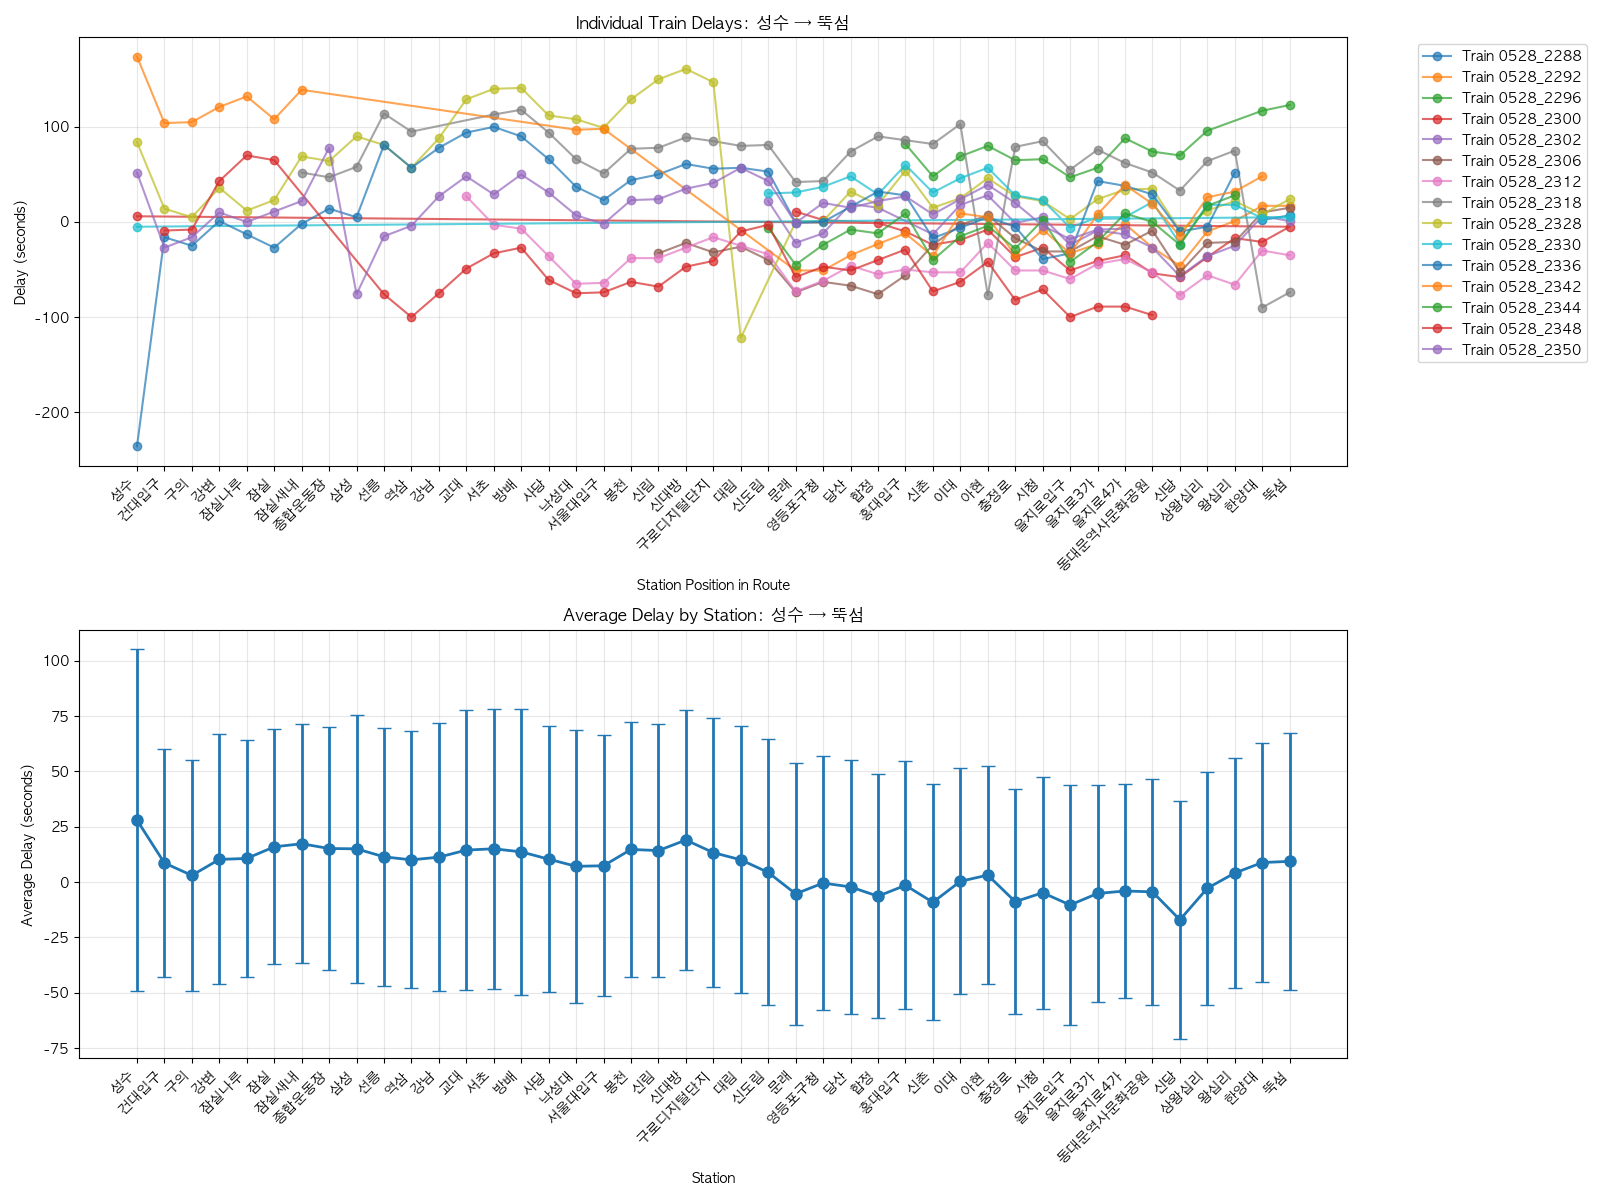 Individual Train Delays: 성수 → 뚝섬
Delay (seconds)
100
0
-100
-200
성수
건대입구
구의
강변
잠실나루
잠실
잠실새내
종합운동장
삼성
선릉
역삼
강남
교대
서초
방배
사당
낙성대
서울대입구
봉천
신림
신대방
구로디지털단지
대림
신도림
문래
영등포구청
당산
합정
홍대입구
신촌
이대
아현
충정로
시청
을지로입구
을지로3가
을지로4가
동대문역사문화공원
신당
상왕십리
왕십리
한양대
뚝섬
Station Position in Route
Train 0528_2288
Train 0528_2292
Train 0528_2296
Train 0528_2300
Train 0528_2302
Train 0528_2306
Train 0528_2312
Train 0528_2318
Train 0528_2328
Train 0528_2330
Train 0528_2336
Train 0528_2342
Train 0528_2344
Train 0528_2348
Train 0528_2350
Average Delay by Station: 성수 → 뚝섬
Average Delay (seconds)
100
75
50
25
0
-25
-50
-75
성수
건대입구
구의
강변
잠실나루
잠실
잠실새내
종합운동장
삼성
선릉
역삼
강남
교대
서초
방배
사당
낙성대
서울대입구
봉천
신림
신대방
구로디지털단지
대림
신도림
문래
영등포구청
당산
합정
홍대입구
신촌
이대
아현
충정로
시청
을지로입구
을지로3가
을지로4가
동대문역사문화공원
신당
상왕십리
왕십리
한양대
뚝섬
Station